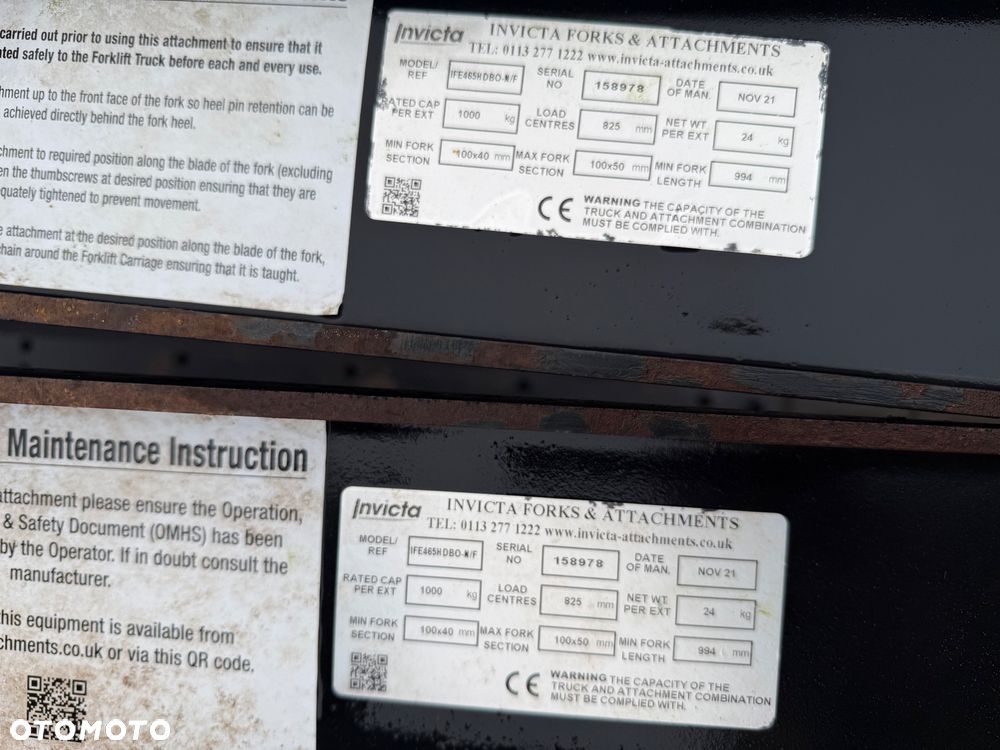 carried out prior to using this attachment to ensure that it
ted safely to the Forklift Truck before each and every use.
hment up to the front face of the fork so heel pin retention can be
achieved directly behind the fork heel.
chment to required position along the blade of the fork (excluding
en the thumbscrews at desired position ensuring that they are
quately tightened to prevent movement.
e attachment at the desired position along the blade of the fork,
hain around the Forklift Carriage ensuring that it is taught.
Invicta INVICTA FORKS & ATTACHMENTS
TEL: 0113 277 1222 www.invicta-attachments.co.uk
MODEL/ REF IFE465HDBO-M/F SERIAL NO 158978 DATE OF MAN. NOV 21
RATED CAP PER EXT 1000 kg LOAD CENTRES 825 mm NET WT PER EXT 24 kg
MIN FORK SECTION 100x40 mm MAX FORK SECTION 100x50 mm MIN FORK LENGTH 994 mm
CE WARNING THE CAPACITY OF THE
TRUCK AND ATTACHMENT COMBINATION
MUST BE COMPLIED WITH.
Maintenance Instruction
attachment please ensure the Operation,
& Safety Document (OMHS) has been
by the Operator. If in doubt consult the
manufacturer.
this equipment is available from
chments.co.uk or via this QR code.
Invicta INVICTA FORKS & ATTACHMENTS
TEL: 0113 277 1222 www.invicta-attachments.co.uk
MODEL/ REF IFE465HDBO-M/F SERIAL NO 158978 DATE OF MAN. NOV 21
RATED CAP PER EXT 1000 kg LOAD CENTRES 825 mm NET WT PER EXT 24 kg
MIN FORK SECTION 100x40 mm MAX FORK SECTION 100x50 mm MIN FORK LENGTH 994 mm
CE WARNING THE CAPACITY OF THE
TRUCK AND ATTACHMENT COMBINATION
MUST BE COMPLIED WITH.
OTOMOTO